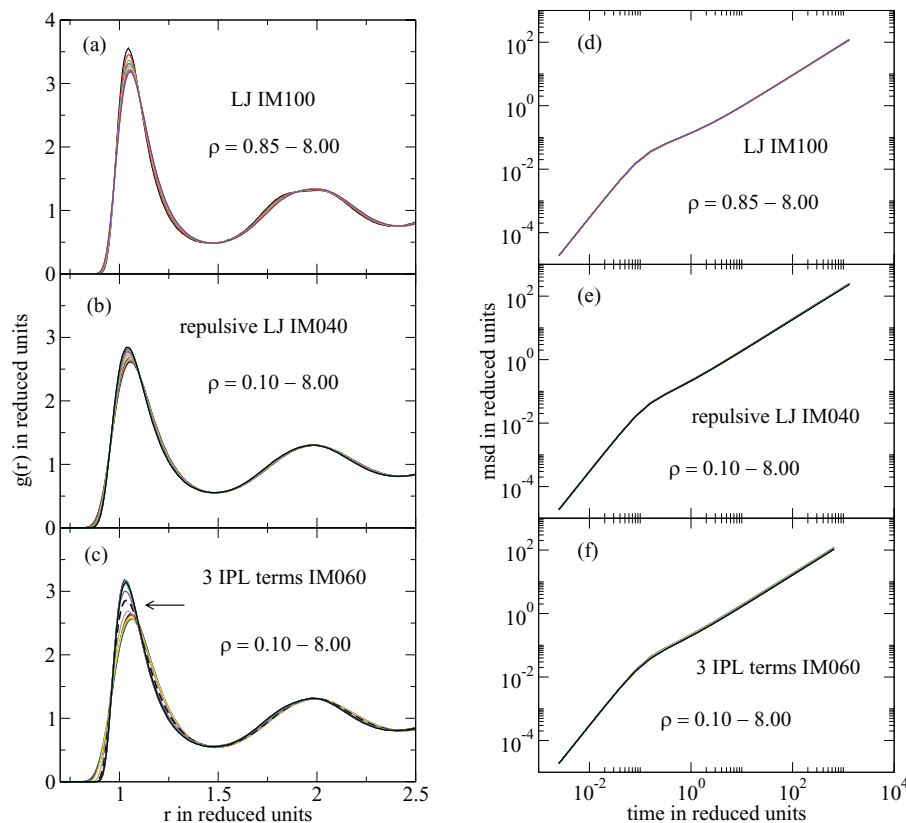 (a)
LJ IM100
ρ = 0.85 – 8.00
4
3
2
1
0
(b)
repulsive LJ IM040
ρ = 0.10 – 8.00
3
2
1
0
(c)
3 IPL terms IM060
ρ = 0.10 – 8.00
3
2
1
0
1
1.5
2
2.5
r in reduced units
g(r) in reduced units
(d)
LJ IM100
ρ = 0.85 – 8.00
10^2
10^0
10^-2
10^-4
(e)
repulsive LJ IM040
ρ = 0.10 – 8.00
10^2
10^0
10^-2
10^-4
(f)
3 IPL terms IM060
ρ = 0.10 – 8.00
10^2
10^0
10^-2
10^-4
10^-2
10^0
10^2
10^4
time in reduced units
msd in reduced units